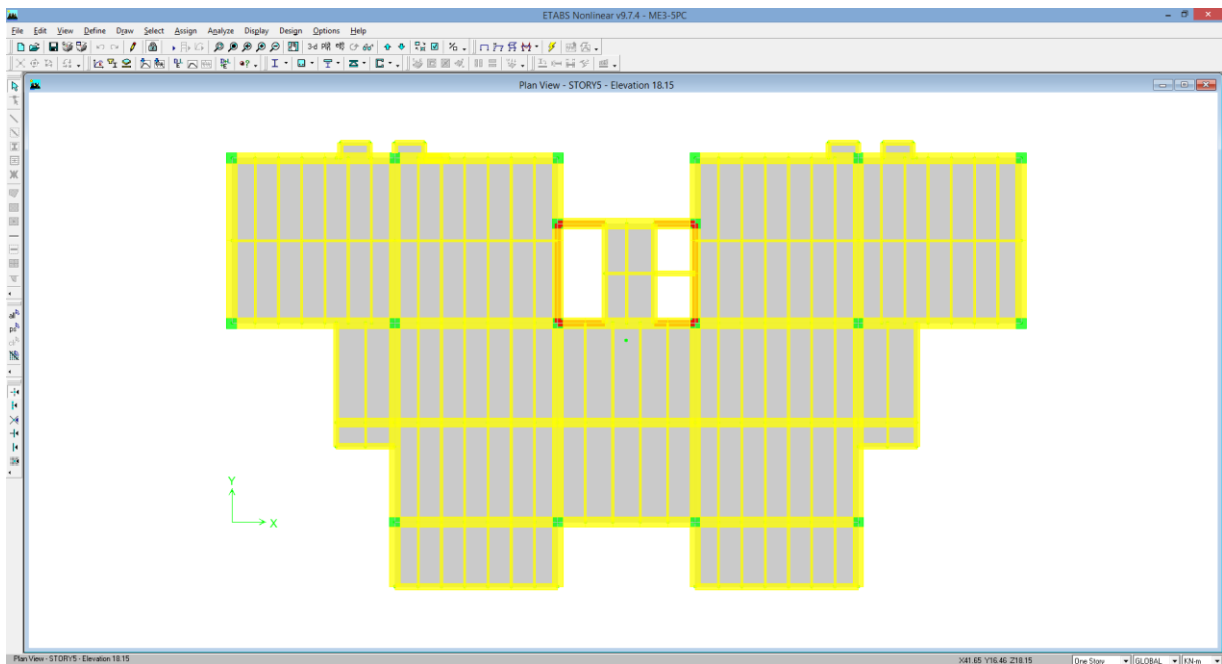 ETABS Nonlinear v9.7.4 - ME3-5PC
File Edit View Define Draw Select Assign Analyze Display Design Options Help
3-d
Plan View - STORY5 - Elevation 18.15
all
Y
X
Plan View - STORY5 - Elevation 18.15
X41.65 Y16.46 Z18.15
One Story
GLOBAL
KN-m